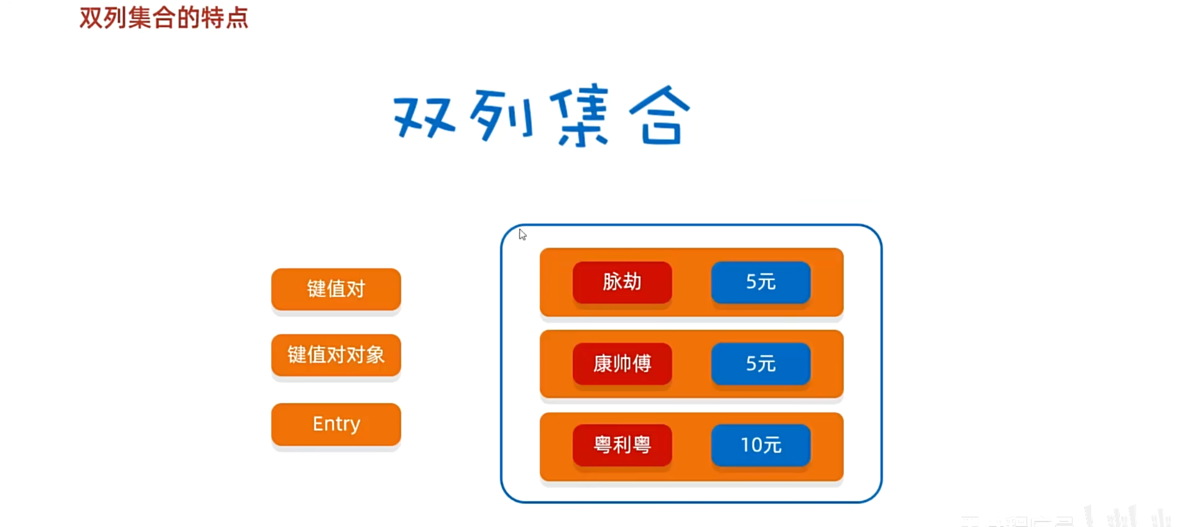 双列集合的特点
双列集合
键值对
键值对对象
Entry
脉劫 5元
康帅傅 5元
粤利粤 10元